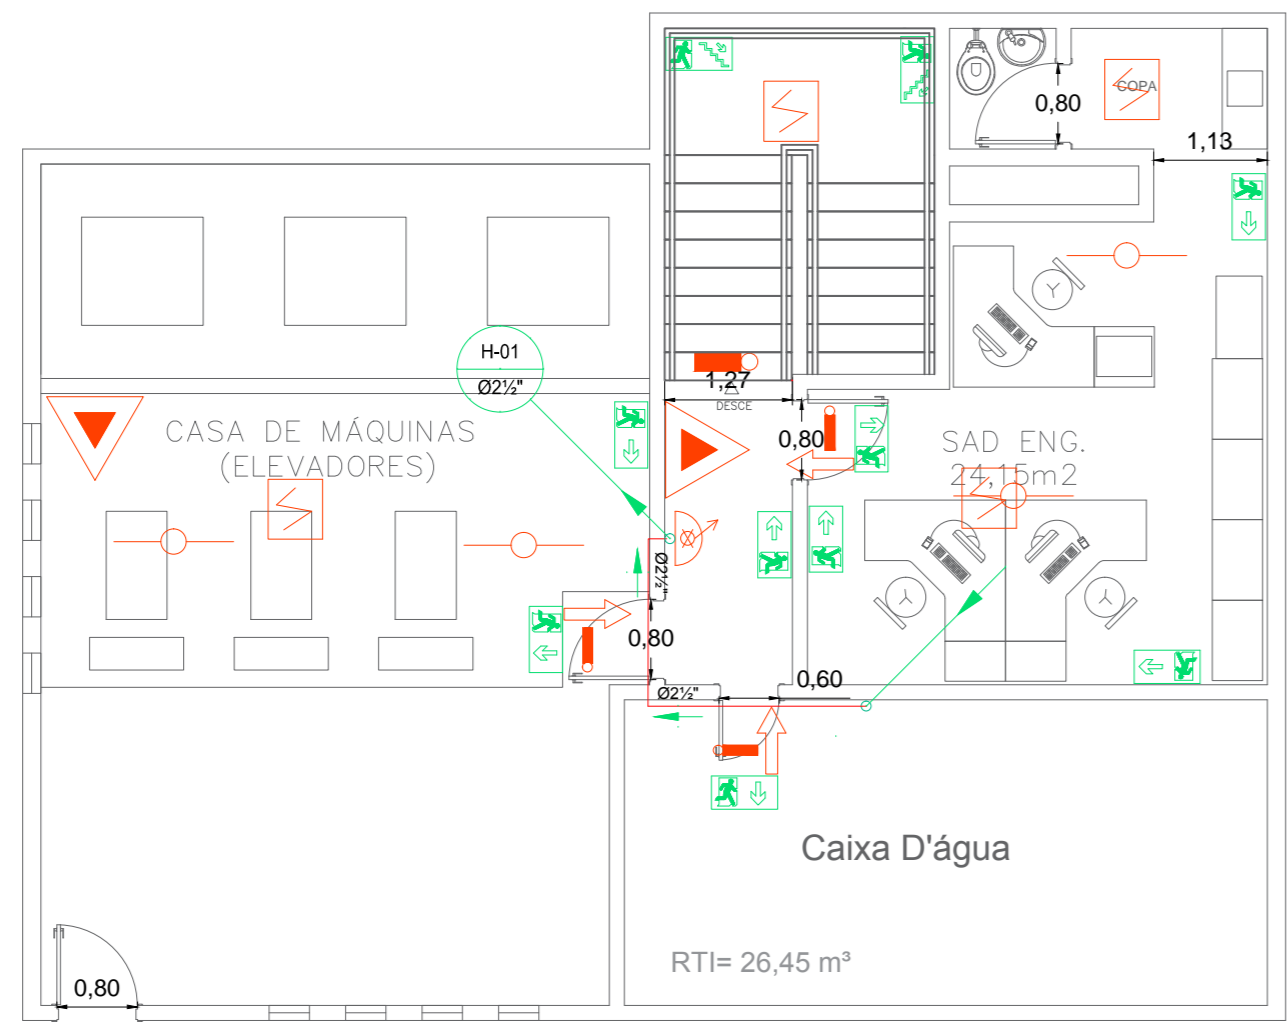 COPA
0,80
1,13
H-01
Ø2½"
1,27
DESCE
CASA DE MÁQUINAS
(ELEVADORES)
0,80
SAD ENG.
24,15m2
Ø2½"
0,80
0,60
Ø2½"
Caixa D'água
RTI= 26,45 m³
0,80